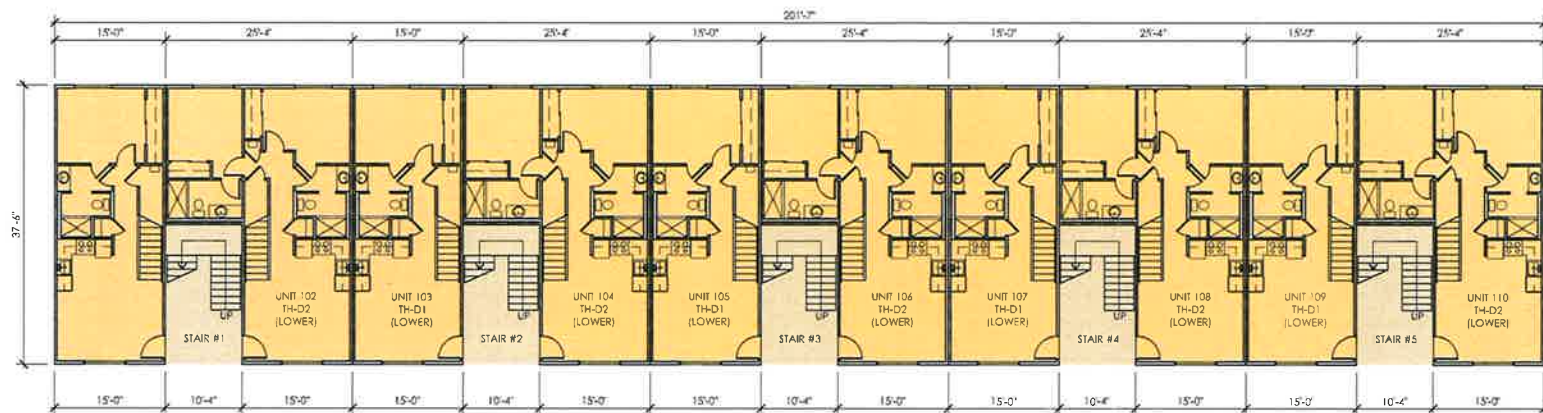 201'-7"
15'-0" 25'-4" 15'-0" 25'-4" 15'-0" 25'-4" 15'-0" 25'-4" 15'-0" 25'-4"
37'-6"
UP
UNIT 102
TH-D2
(LOWER)
UNIT 103
TH-D1
(LOWER)
UP
UNIT 104
TH-D2
(LOWER)
UNIT 105
TH-D1
(LOWER)
UP
UNIT 106
TH-D2
(LOWER)
UNIT 107
TH-D1
(LOWER)
UP
UNIT 108
TH-D2
(LOWER)
UNIT 109
TH-D1
(LOWER)
UP
UNIT 110
TH-D2
(LOWER)
STAIR #1
STAIR #2
STAIR #3
STAIR #4
STAIR #5
15'-0" 10'-4" 15'-0" 15'-0" 10'-4" 15'-0" 15'-0" 10'-4" 15'-0" 15'-0" 10'-4" 15'-0" 15'-0" 10'-4" 15'-0"